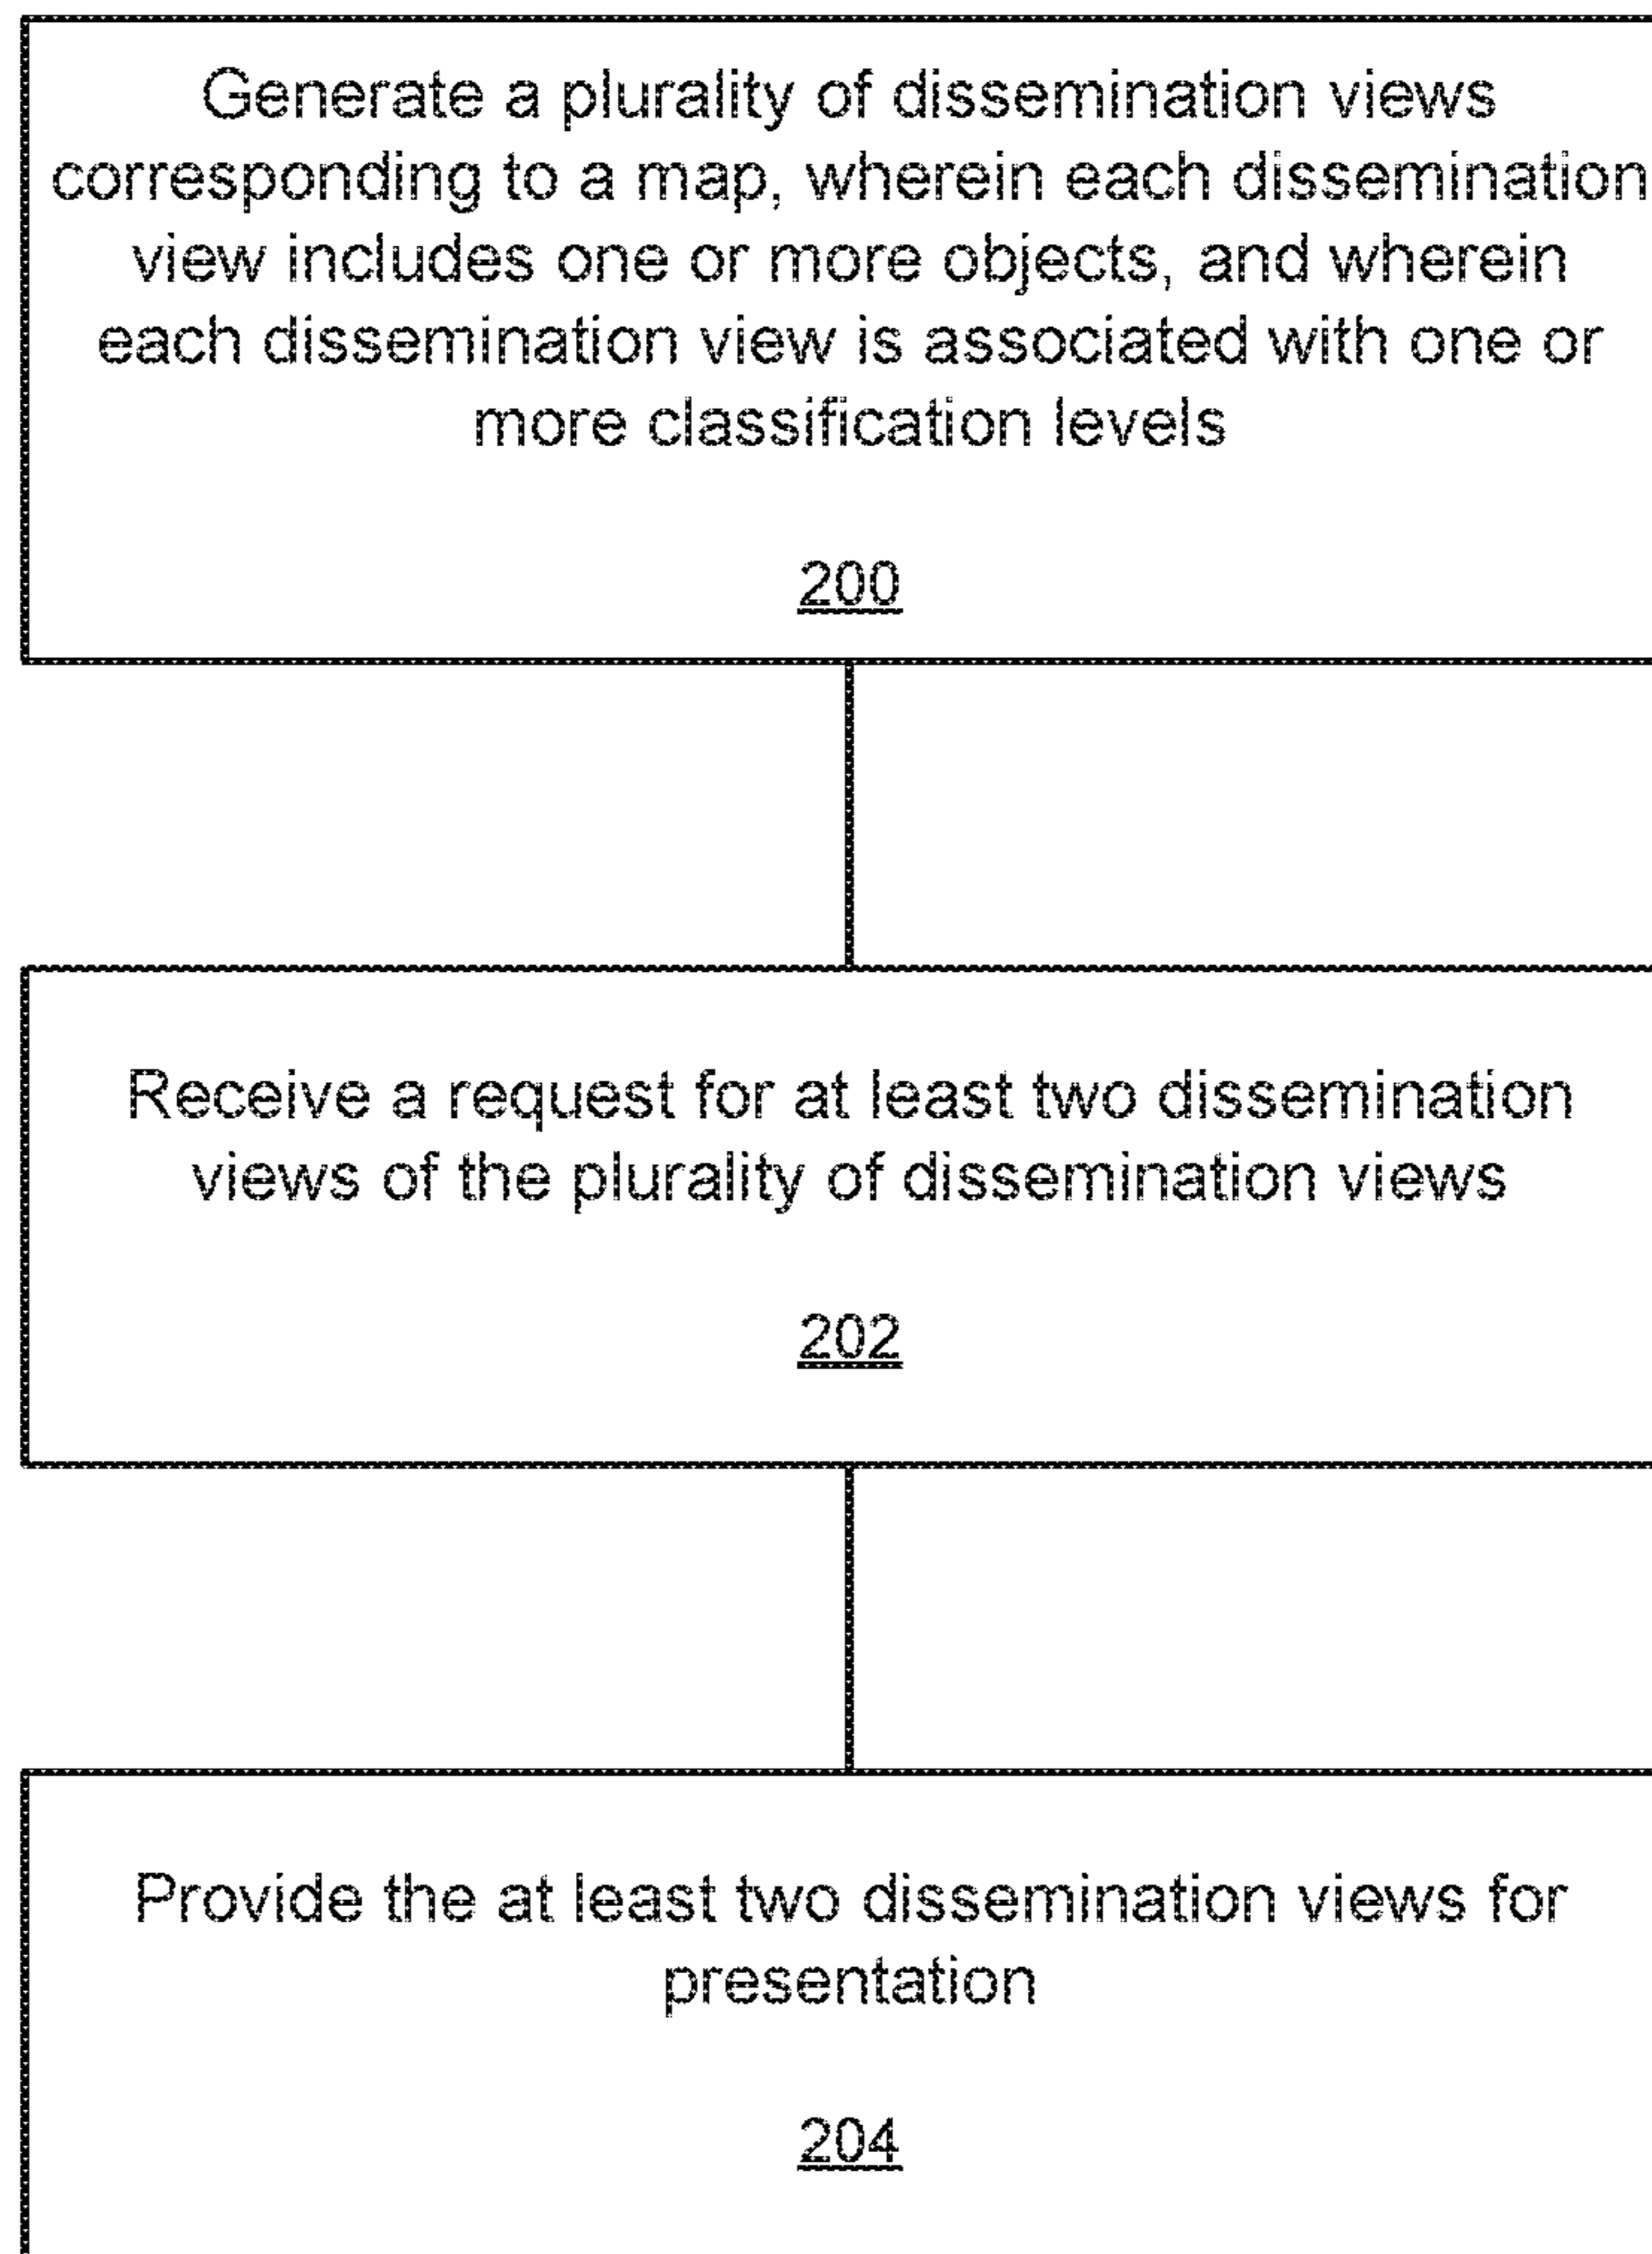 Generate a plurality of dissemination views
corresponding to a map, wherein each dissemination
view includes one or more objects, and wherein
each dissemination view is associated with one or
more classification levels
200
Receive a request for at least two dissemination
views of the plurality of dissemination views
202
Provide the at least two dissemination views for
presentation
204